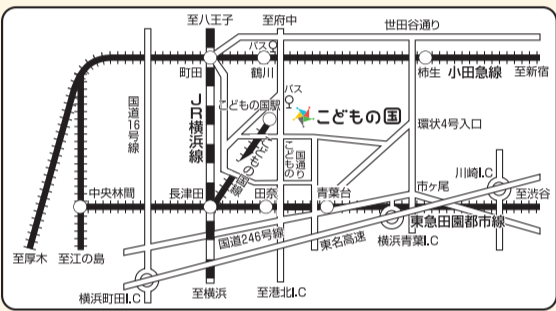 至八王子
至府中
世田谷通り
バス
町田
鶴川
柿生
小田急線
至新宿
国道16号線
JR横浜線
こどもの国駅
バス
こどもの国
環状4号入口
こどもの国線
こどもの国通り
川崎I.C
中央林間
長津田
田奈
青葉台
市ヶ尾
至渋谷
東急田園都市線
国道246号線
東名高速
横浜青葉I.C
至厚木
至江の島
横浜町田I.C
至横浜
至港北I.C